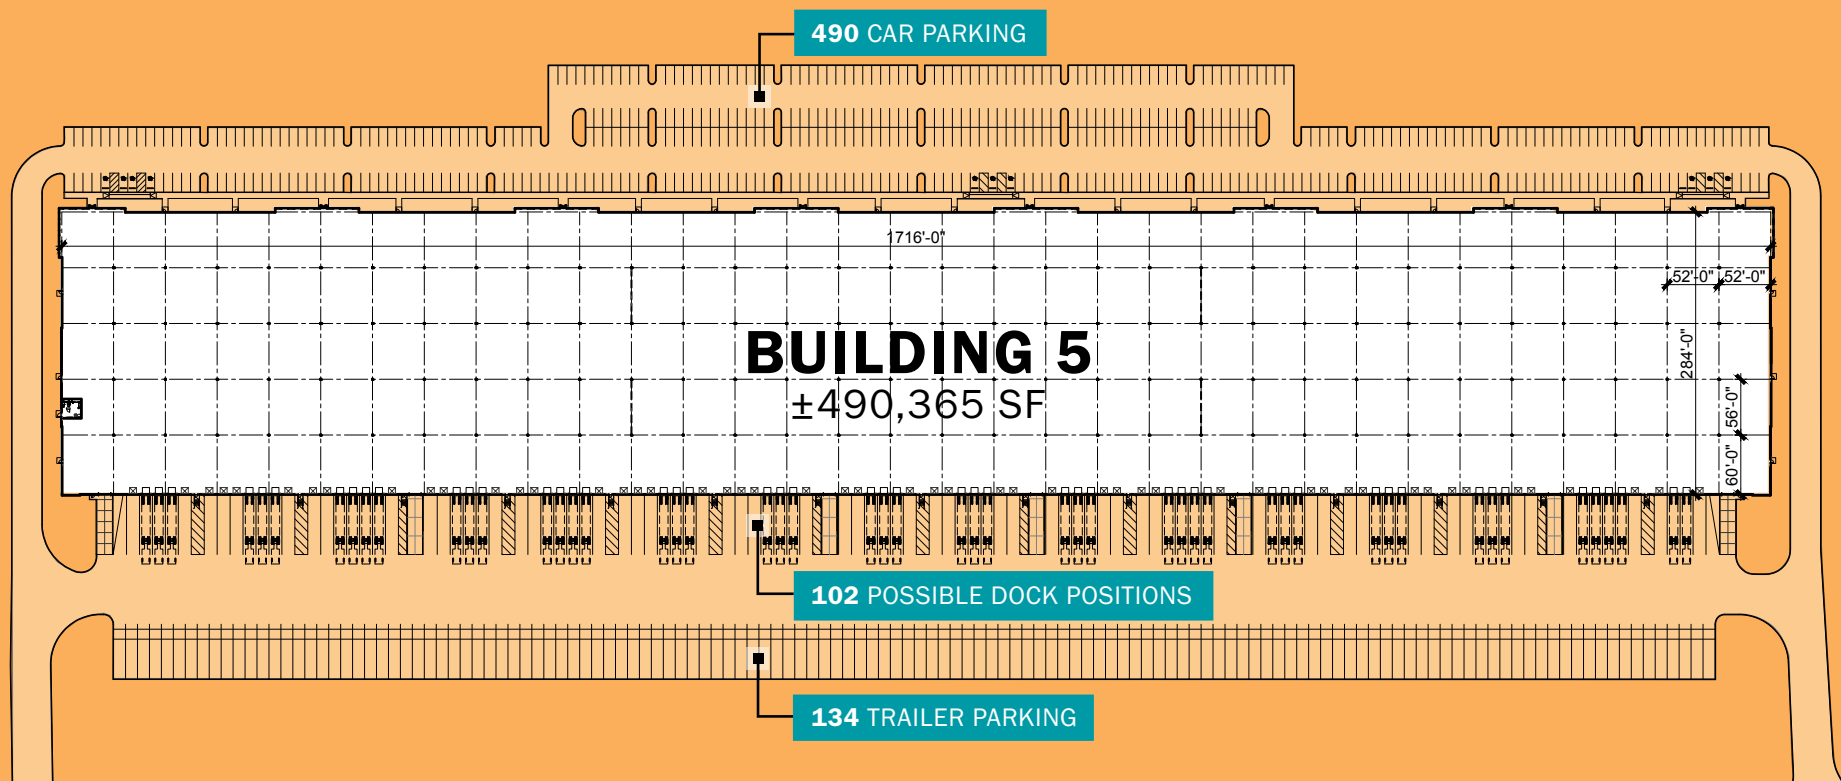 490 CAR PARKING
1716'-0"
52'-0" 52'-0"
BUILDING 5
±490,365 SF
284'-0"
56'-0"
60'-0"
102 POSSIBLE DOCK POSITIONS
134 TRAILER PARKING